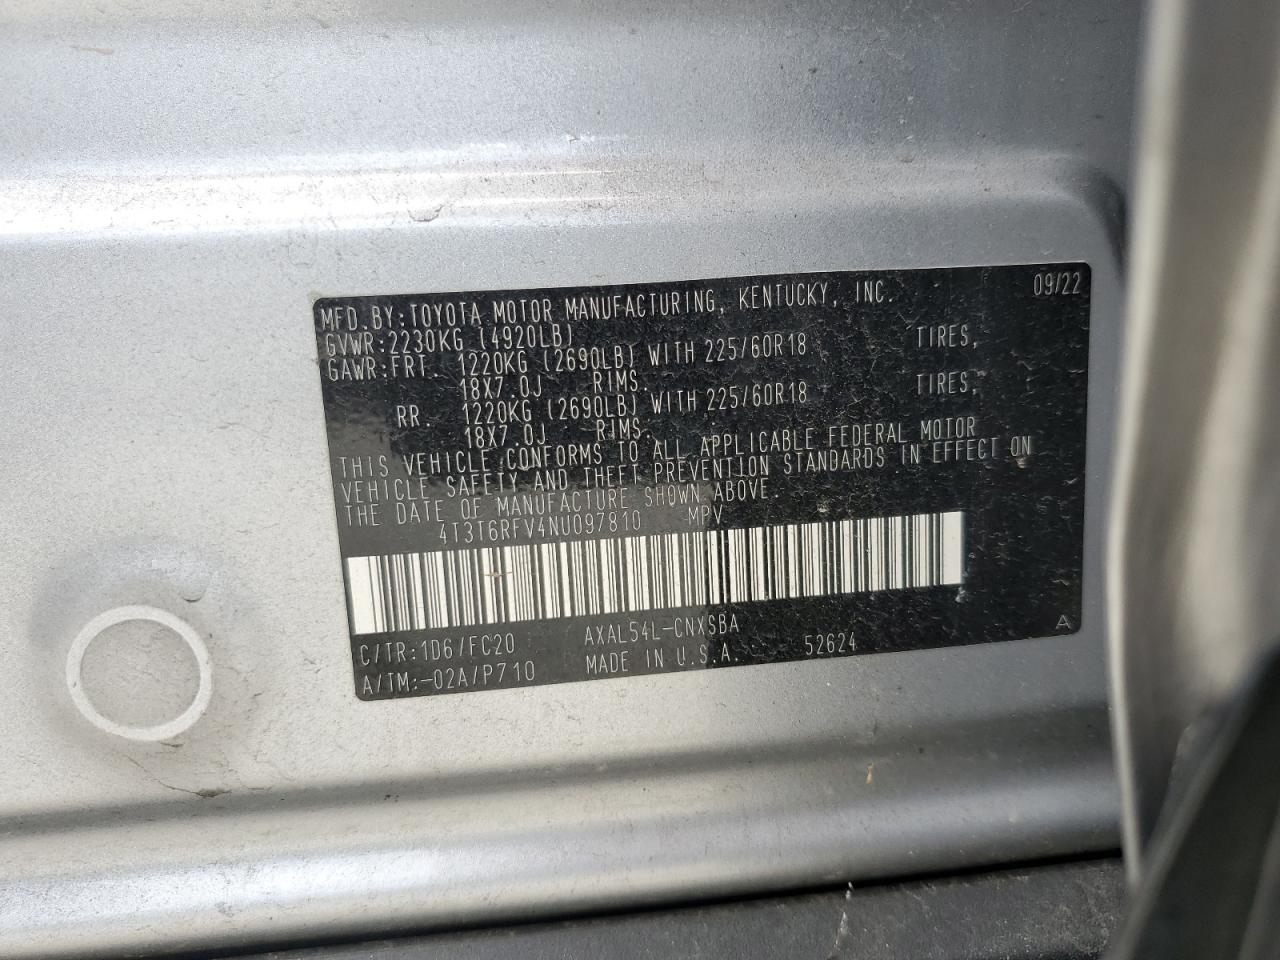 MFD.BY:TOYOTA MOTOR MANUFACTURING, KENTUCKY, INC. 09/22
GVWR:2230KG (4920LB)
GAWR:FRT. 1220KG (2690LB) WITH 225/60R18 TIRES,
18X7.0J RIMS.
RR. 1220KG (2690LB) WITH 225/60R18 TIRES,
18X7.0J RIMS.
THIS VEHICLE CONFORMS TO ALL APPLICABLE FEDERAL MOTOR
VEHICLE SAFETY AND THEFT PREVENTION STANDARDS IN EFFECT ON
THE DATE OF MANUFACTURE SHOWN ABOVE.
4T3T6RFV4NU097810 MPV
C/TR:1D6/FC20 AXAL54L-CNXSBA A
A/TM:-02A/P710 MADE IN U.S.A. 52624